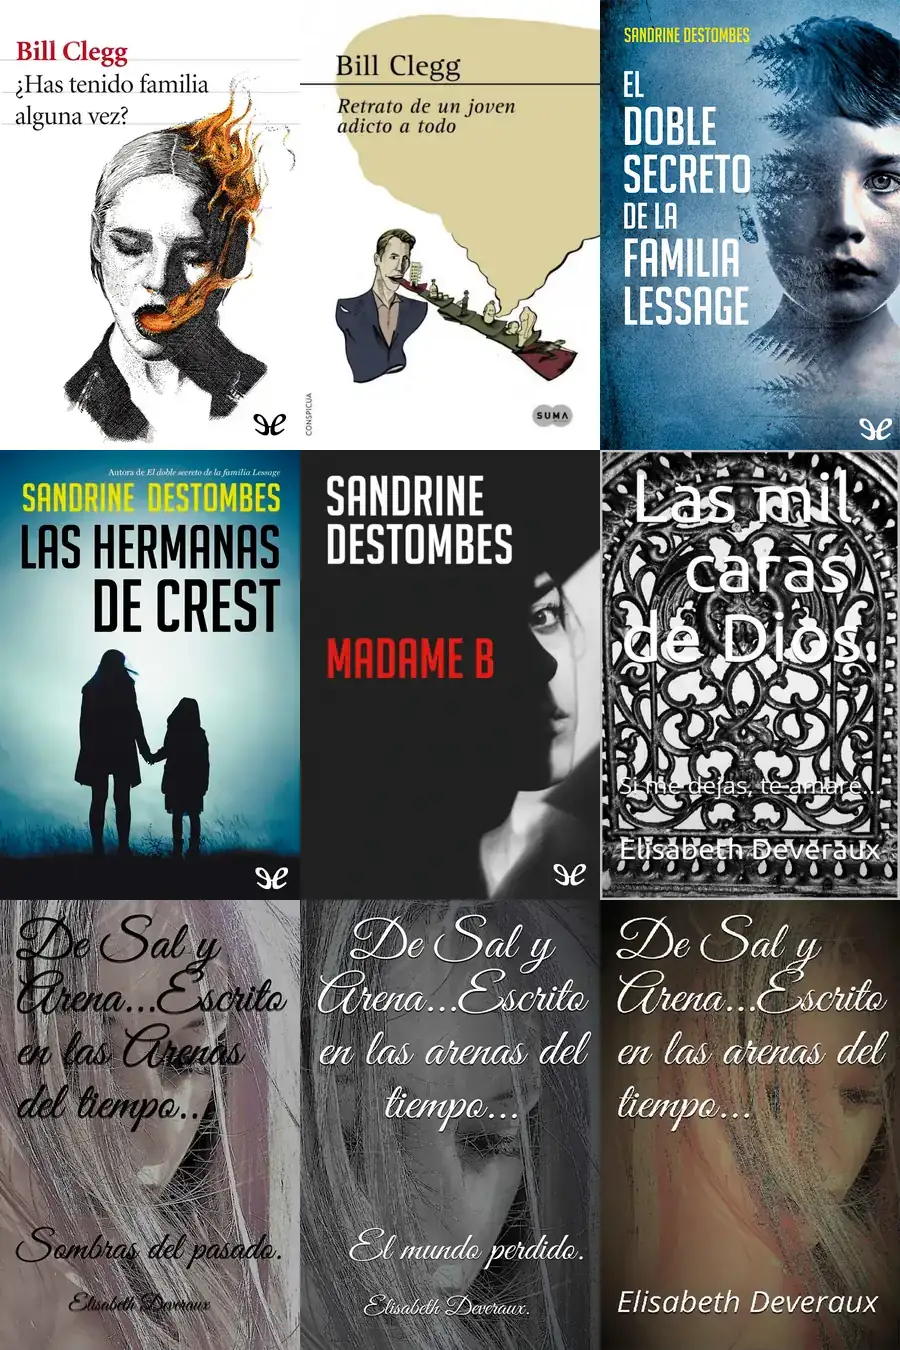 Bill Clegg
¿Has tenido familia
alguna vez?
Bill Clegg
Retrato de un joven
adicto a todo
CONSPICUA
SUMA
SANDRINE DESTOMBES
EL
DOBLE
SECRETO
DE LA
FAMILIA
LESSAGE
Autora de El doble secreto de la familia Lessage
SANDRINE DESTOMBES
LAS HERMANAS
DE CREST
SANDRINE
DESTOMBES
MADAME B
Las mil
caras
de Dios.
Si me dejas, te amaré...
Elisabeth Deveraux
De Sal y
Arena...Escrito
en las Arenas
del tiempo...
Sombras del pasado.
Elisabeth Deveraux
De Sal y
Arena...Escrito
en las arenas del
tiempo...
El mundo perdido.
Elisabeth Deveraux.
De Sal y
Arena...Escrito
en las arenas del
tiempo...
Elisabeth Deveraux